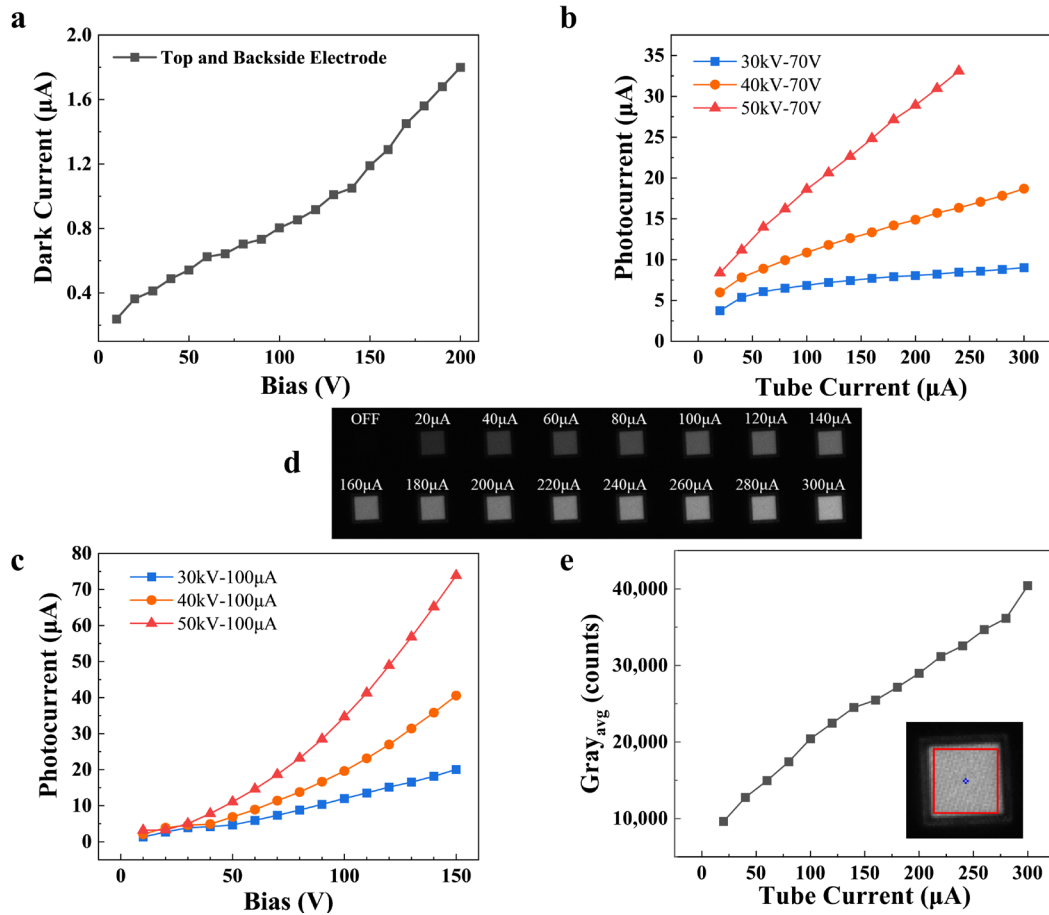 a
2.0
1.6
1.2
0.8
0.4
Dark Current (μA)
Top and Backside Electrode
0
50
100
150
200
Bias (V)
b
35
30
25
20
15
10
5
0
Photocurrent (μA)
30kV-70V
40kV-70V
50kV-70V
0
50
100
150
200
250
300
Tube Current (μA)
d
OFF 20μA 40μA 60μA 80μA 100μA 120μA 140μA
160μA 180μA 200μA 220μA 240μA 260μA 280μA 300μA
c
80
70
60
50
40
30
20
10
0
Photocurrent (μA)
30kV-100μA
40kV-100μA
50kV-100μA
0
50
100
150
Bias (V)
e
40,000
30,000
20,000
10,000
Grayavg (counts)
0
50
100
150
200
250
300
Tube Current (μA)